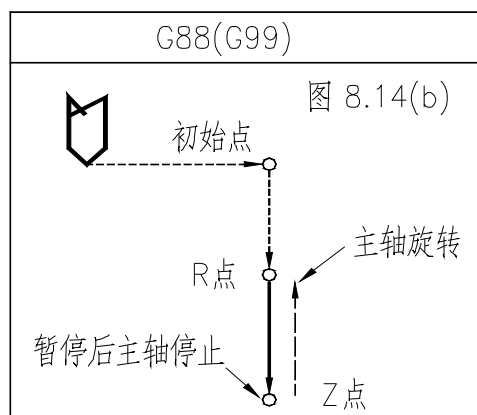 G88(G99)
图 8.14(b)
初始点
主轴旋转
R点
暂停后主轴停止
Z点